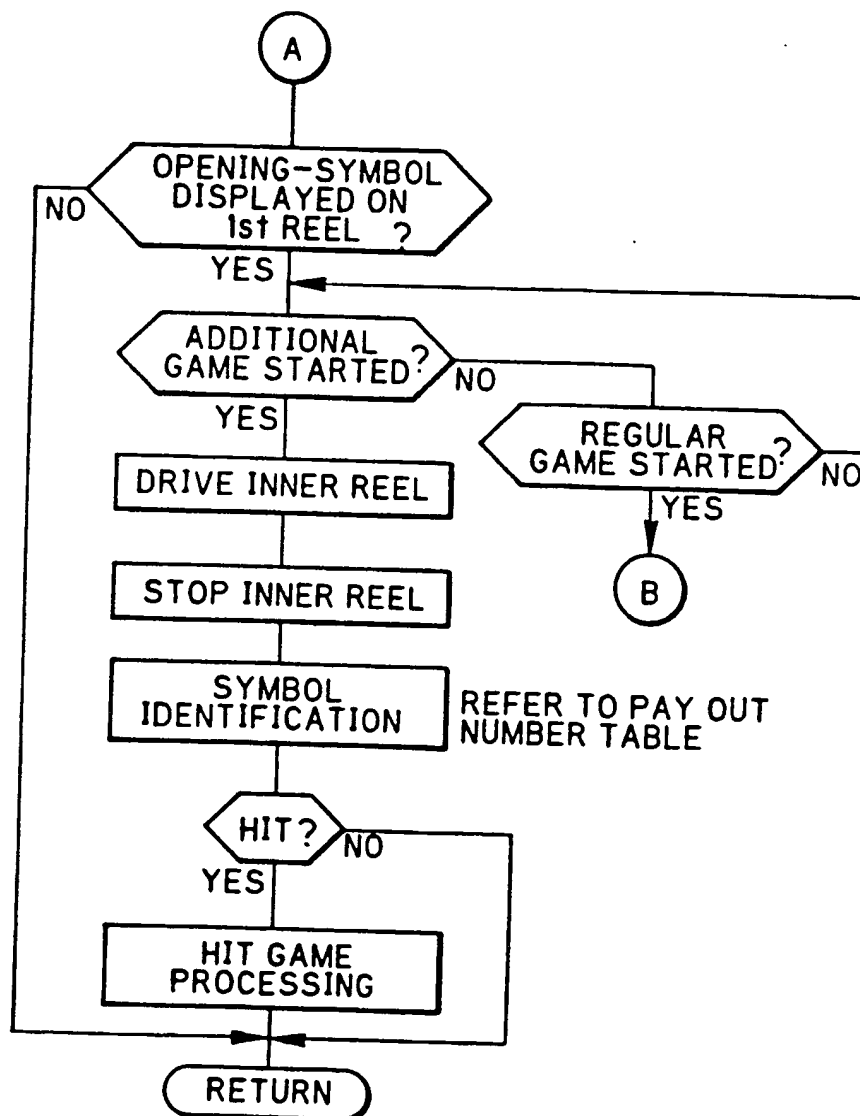 A
OPENING-SYMBOL
DISPLAYED ON
1st REEL ?
NO
YES
ADDITIONAL
GAME STARTED?
NO
YES
REGULAR
GAME STARTED?
NO
YES
DRIVE INNER REEL
B
STOP INNER REEL
SYMBOL
IDENTIFICATION
REFER TO PAY OUT
NUMBER TABLE
HIT?
NO
YES
HIT GAME
PROCESSING
RETURN